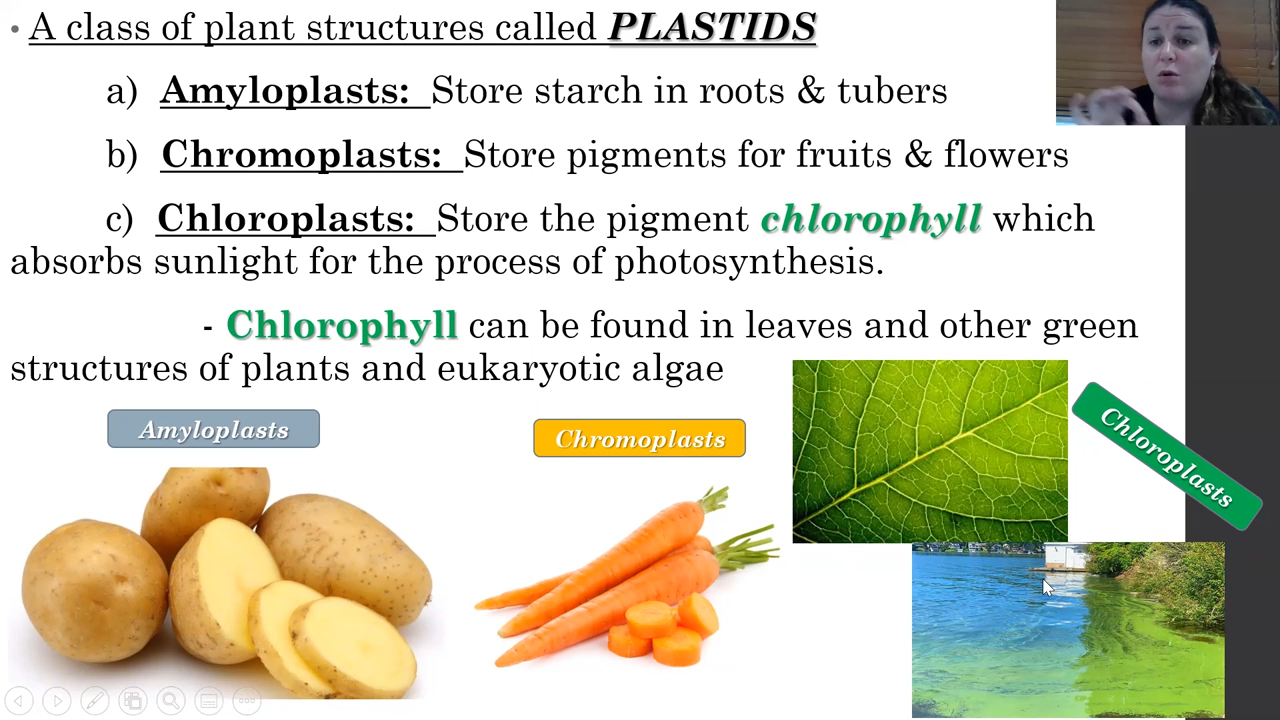 • A class of plant structures called PLASTIDS
a) Amyloplasts: Store starch in roots & tubers
b) Chromoplasts: Store pigments for fruits & flowers
c) Chloroplasts: Store the pigment chlorophyll which
absorbs sunlight for the process of photosynthesis.
- Chlorophyll can be found in leaves and other green
structures of plants and eukaryotic algae
Amyloplasts
Chromoplasts
Chloroplasts